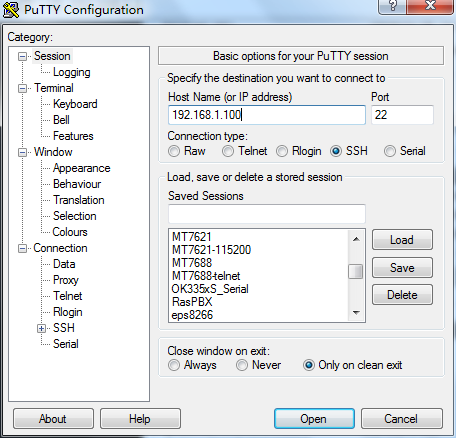 PuTTY Configuration
?
Category:
Session
Logging
Terminal
Keyboard
Bell
Features
Window
Appearance
Behaviour
Translation
Selection
Colours
Connection
Data
Proxy
Telnet
Rlogin
SSH
Serial
Basic options for your PuTTY session
Specify the destination you want to connect to
Host Name (or IP address) Port
192.168.1.100 22
Connection type:
Raw Telnet Rlogin SSH Serial
Load, save or delete a stored session
Saved Sessions
MT7621
MT7621-115200
MT7688
MT7688-telnet
OK335xS_Serial
RasPBX
eps8266
Load
Save
Delete
Close window on exit:
Always Never Only on clean exit
About Help Open Cancel